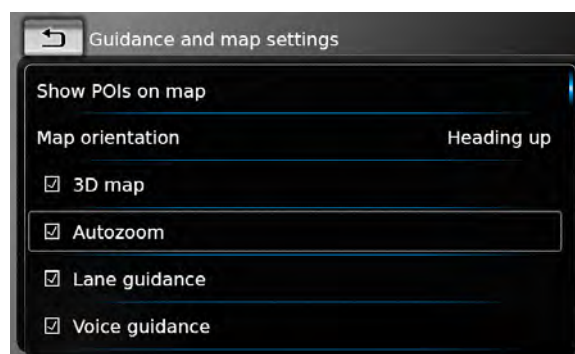 Guidance and map settings
Show POIs on map
Map orientation Heading up
3D map
Autozoom
Lane guidance
Voice guidance